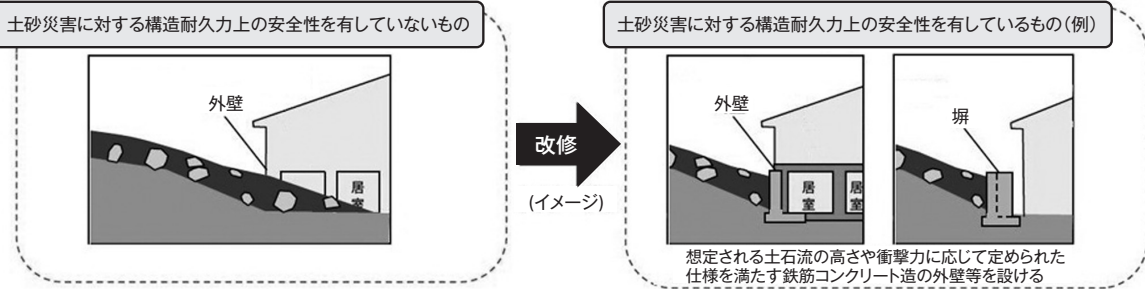 土砂災害に対する構造耐久力上の安全性を有していないもの
外壁
居
室
改修
(イメージ)
土砂災害に対する構造耐久力上の安全性を有しているもの(例)
外壁
居
室
居
室
塀
想定される土石流の高さや衝撃力に応じて定められた
仕様を満たす鉄筋コンクリート造の外壁等を設ける